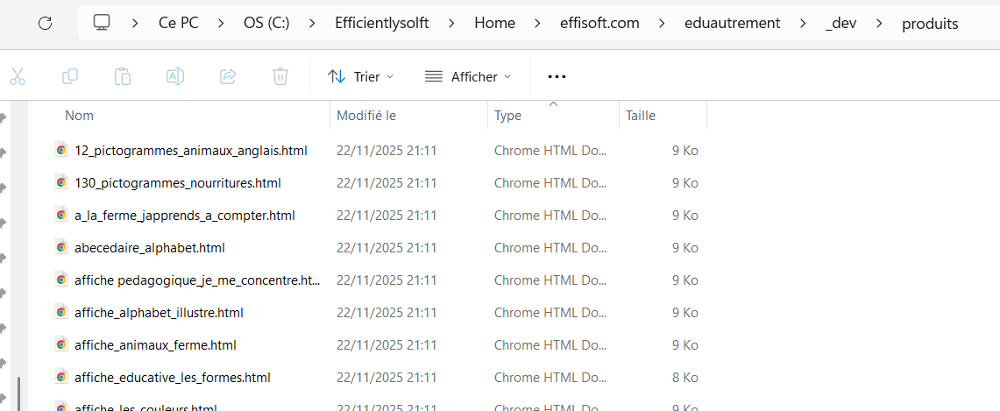 Ce PC > OS (C:) > Efficientlysolft > Home > effisoft.com > eduautrement > _dev > produits
Trier Afficher
Nom Modifié le Type Taille
12_pictogrammes_animaux_anglais.html 22/11/2025 21:11 Chrome HTML Do... 9 Ko
130_pictogrammes_nourritures.html 22/11/2025 21:11 Chrome HTML Do... 9 Ko
a_la_ferme_japprends_a_compter.html 22/11/2025 21:11 Chrome HTML Do... 9 Ko
abecedaire_alphabet.html 22/11/2025 21:11 Chrome HTML Do... 9 Ko
affiche pedagogique_je_me_concentre.ht... 22/11/2025 21:11 Chrome HTML Do... 9 Ko
affiche_alphabet_illustre.html 22/11/2025 21:11 Chrome HTML Do... 9 Ko
affiche_animaux_ferme.html 22/11/2025 21:11 Chrome HTML Do... 9 Ko
affiche_educative_les_formes.html 22/11/2025 21:11 Chrome HTML Do... 8 Ko
affiche_les_couleurs.html 22/11/2025 21:11 Chrome HTML Do... 9 Ko